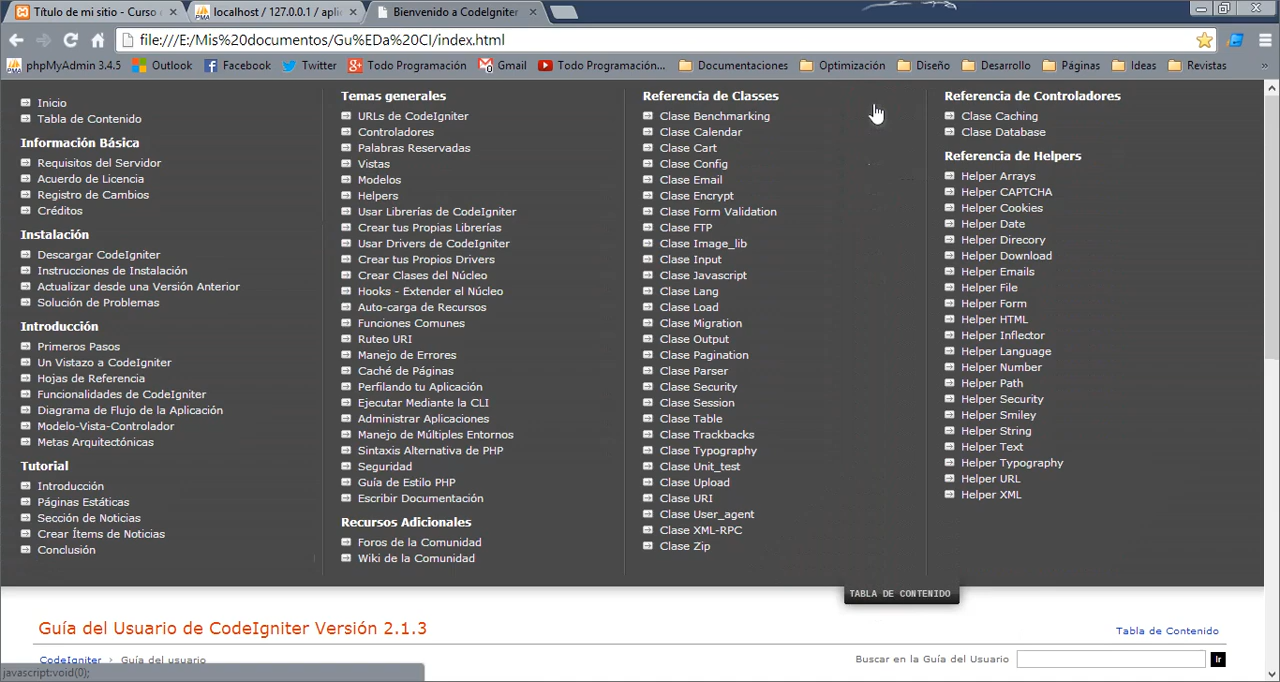 Título de mi sitio - Curso
localhost / 127.0.0.1 / aplic
Bienvenido a CodeIgniter
file:///E:/Mis%20documentos/Gu%EDa%20CI/index.html
phpMyAdmin 3.4.5
Outlook
Facebook
Twitter
Todo Programación
Gmail
Todo Programación...
Documentaciones
Optimización
Diseño
Desarrollo
Páginas
Ideas
Revistas
»
Inicio
Tabla de Contenido
Información Básica
Requisitos del Servidor
Acuerdo de Licencia
Registro de Cambios
Créditos
Instalación
Descargar CodeIgniter
Instrucciones de Instalación
Actualizar desde una Versión Anterior
Solución de Problemas
Introducción
Primeros Pasos
Un Vistazo a CodeIgniter
Hojas de Referencia
Funcionalidades de CodeIgniter
Diagrama de Flujo de la Aplicación
Modelo-Vista-Controlador
Metas Arquitectónicas
Tutorial
Introducción
Páginas Estáticas
Sección de Noticias
Crear Ítems de Noticias
Conclusión
Temas generales
URLs de CodeIgniter
Controladores
Palabras Reservadas
Vistas
Modelos
Helpers
Usar Librerías de CodeIgniter
Crear tus Propias Librerías
Usar Drivers de CodeIgniter
Crear tus Propios Drivers
Crear Clases del Núcleo
Hooks - Extender el Núcleo
Auto-carga de Recursos
Funciones Comunes
Ruteo URI
Manejo de Errores
Caché de Páginas
Perfilando tu Aplicación
Ejecutar Mediante la CLI
Administrar Aplicaciones
Manejo de Múltiples Entornos
Sintaxis Alternativa de PHP
Seguridad
Guía de Estilo PHP
Escribir Documentación
Recursos Adicionales
Foros de la Comunidad
Wiki de la Comunidad
Referencia de Classes
Clase Benchmarking
Clase Calendar
Clase Cart
Clase Config
Clase Email
Clase Encrypt
Clase Form Validation
Clase FTP
Clase Image_lib
Clase Input
Clase Javascript
Clase Lang
Clase Load
Clase Migration
Clase Output
Clase Pagination
Clase Parser
Clase Security
Clase Session
Clase Table
Clase Trackbacks
Clase Typography
Clase Unit_test
Clase Upload
Clase URI
Clase User_agent
Clase XML-RPC
Clase Zip
Referencia de Controladores
Clase Caching
Clase Database
Referencia de Helpers
Helper Arrays
Helper CAPTCHA
Helper Cookies
Helper Date
Helper Direcory
Helper Download
Helper Emails
Helper File
Helper Form
Helper HTML
Helper Inflector
Helper Language
Helper Number
Helper Path
Helper Security
Helper Smiley
Helper String
Helper Text
Helper Typography
Helper URL
Helper XML
TABLA DE CONTENIDO
Guía del Usuario de CodeIgniter Versión 2.1.3
Tabla de Contenido
CodeIgniter › Guía del usuario
Buscar en la Guía del Usuario
Ir
javascript:void(0);